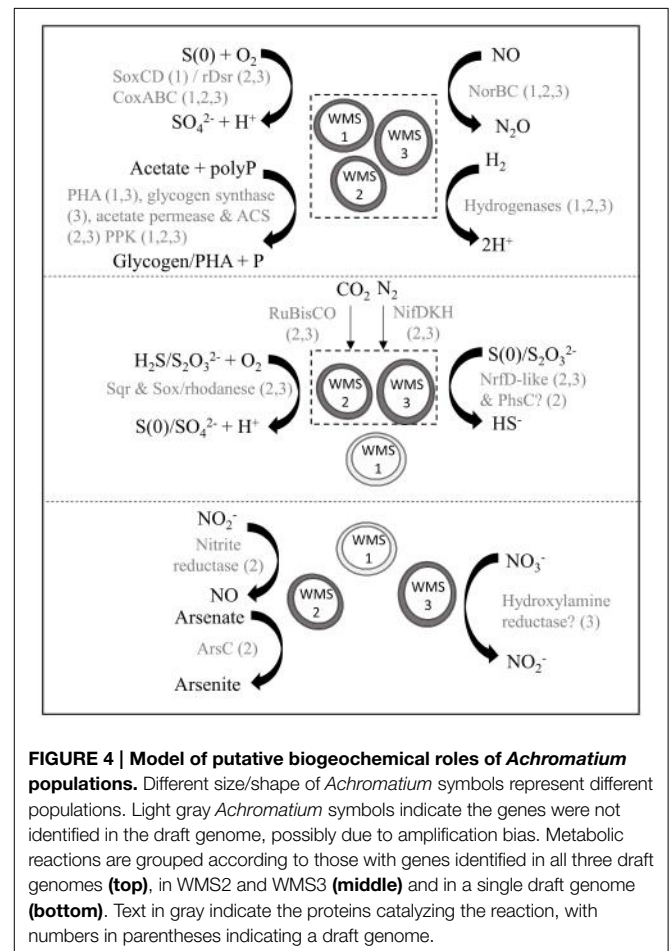 S(0) + O₂
SoxCD (1) / rDsr (2,3)
CoxABC (1,2,3)
SO₄²⁻ + H⁺
Acetate + polyP
PHA (1,3), glycogen synthase
(3), acetate permease & ACS
(2,3) PPK (1,2,3)
Glycogen/PHA + P
WMS
1
WMS
3
WMS
2
NO
NorBC (1,2,3)
N₂O
H₂
Hydrogenases (1,2,3)
2H⁺
CO₂ N₂
RuBisCO
(2,3)
NifDKH
(2,3)
H₂S/S₂O₃²⁻ + O₂
Sqr & Sox/rhodanese (2,3)
S(0)/SO₄²⁻ + H⁺
WMS
2
WMS
3
WMS
1
S(0)/S₂O₃²⁻
NrfD-like (2,3)
& PhsC? (2)
HS⁻
NO₂⁻
Nitrite
reductase (2)
NO
Arsenate
ArsC (2)
Arsenite
WMS
1
WMS
2
WMS
3
NO₃⁻
Hydroxylamine
reductase? (3)
NO₂⁻
FIGURE 4 | Model of putative biogeochemical roles of Achromatium
populations. Different size/shape of Achromatium symbols represent different
populations. Light gray Achromatium symbols indicate the genes were not
identified in the draft genome, possibly due to amplification bias. Metabolic
reactions are grouped according to those with genes identified in all three draft
genomes (top), in WMS2 and WMS3 (middle) and in a single draft genome
(bottom). Text in gray indicate the proteins catalyzing the reaction, with
numbers in parentheses indicating a draft genome.